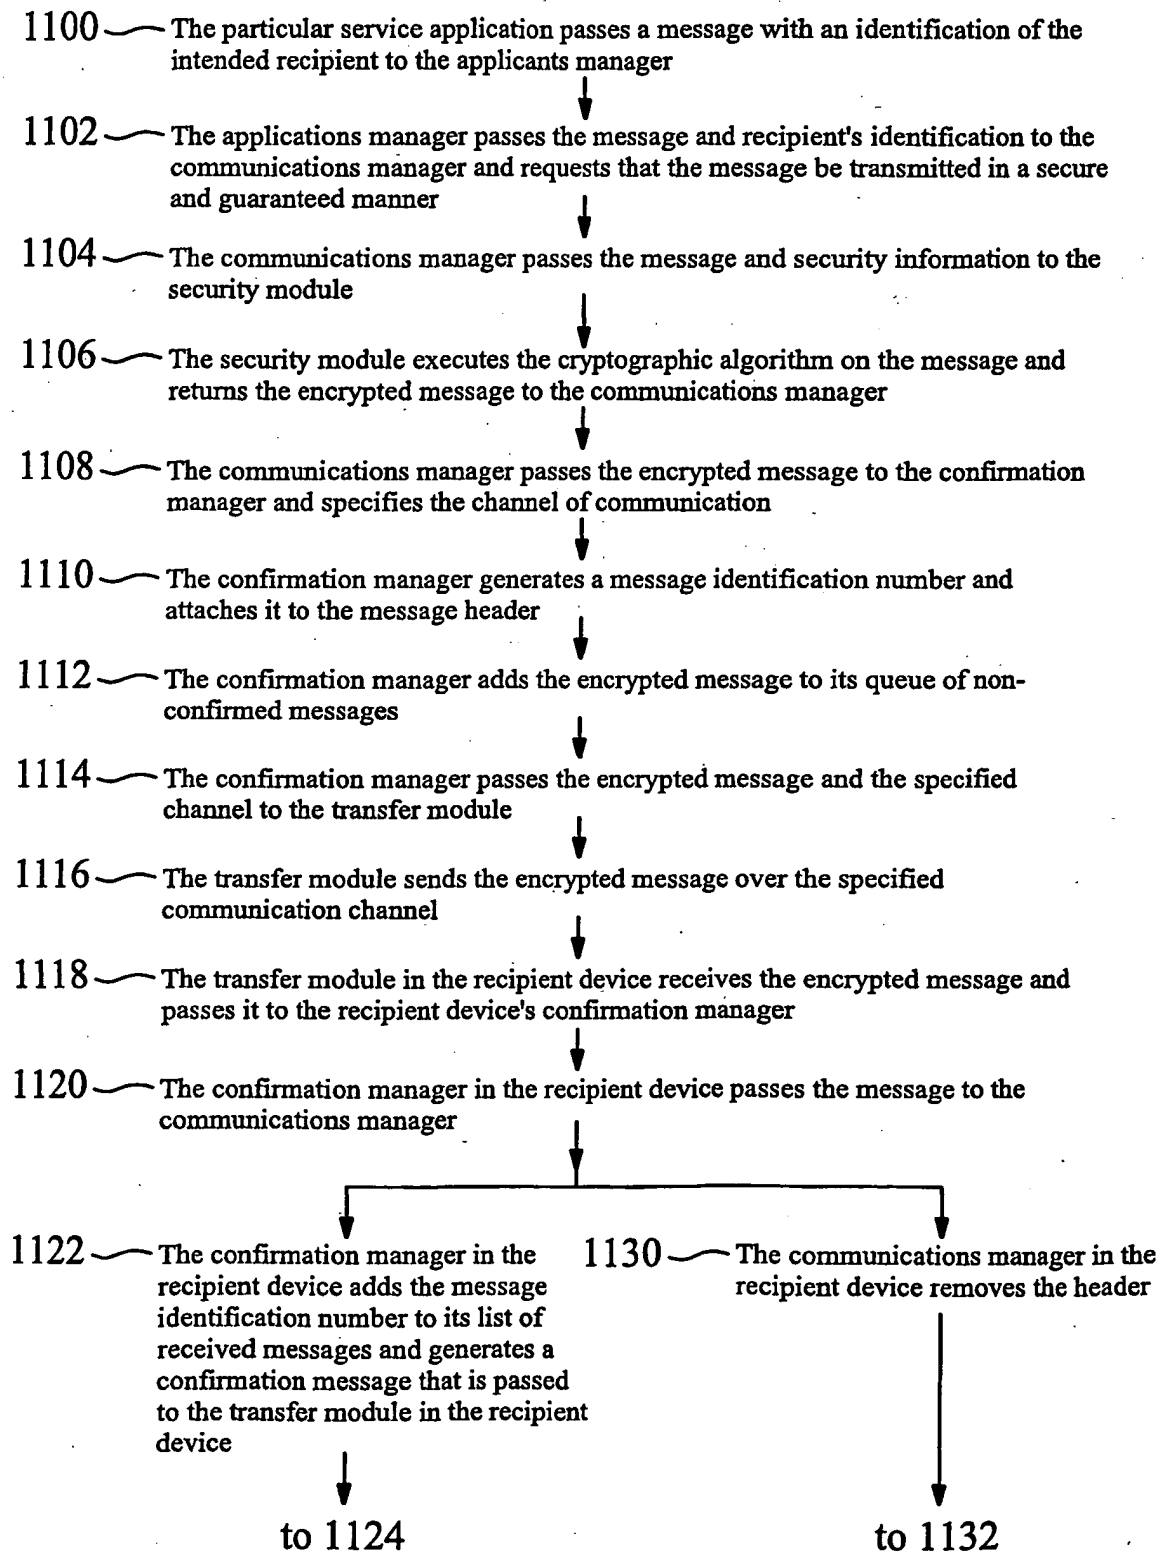 1100 The particular service application passes a message with an identification of the
intended recipient to the applicants manager
1102 The applications manager passes the message and recipient's identification to the
communications manager and requests that the message be transmitted in a secure
and guaranteed manner
1104 The communications manager passes the message and security information to the
security module
1106 The security module executes the cryptographic algorithm on the message and
returns the encrypted message to the communications manager
1108 The communications manager passes the encrypted message to the confirmation
manager and specifies the channel of communication
1110 The confirmation manager generates a message identification number and
attaches it to the message header
1112 The confirmation manager adds the encrypted message to its queue of non-
confirmed messages
1114 The confirmation manager passes the encrypted message and the specified
channel to the transfer module
1116 The transfer module sends the encrypted message over the specified
communication channel
1118 The transfer module in the recipient device receives the encrypted message and
passes it to the recipient device's confirmation manager
1120 The confirmation manager in the recipient device passes the message to the
communications manager
1122 The confirmation manager in the
recipient device adds the message
identification number to its list of
received messages and generates a
confirmation message that is passed
to the transfer module in the recipient
device
to 1124
1130 The communications manager in the
recipient device removes the header
to 1132